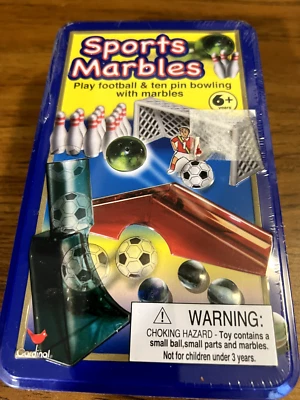 Sports
Marbles
Play football & ten pin bowling
with marbles
6+
years
WARNING:
CHOKING HAZARD - Toy contains a
small ball,small parts and marbles.
Not for children under 3 years.
Cardinal